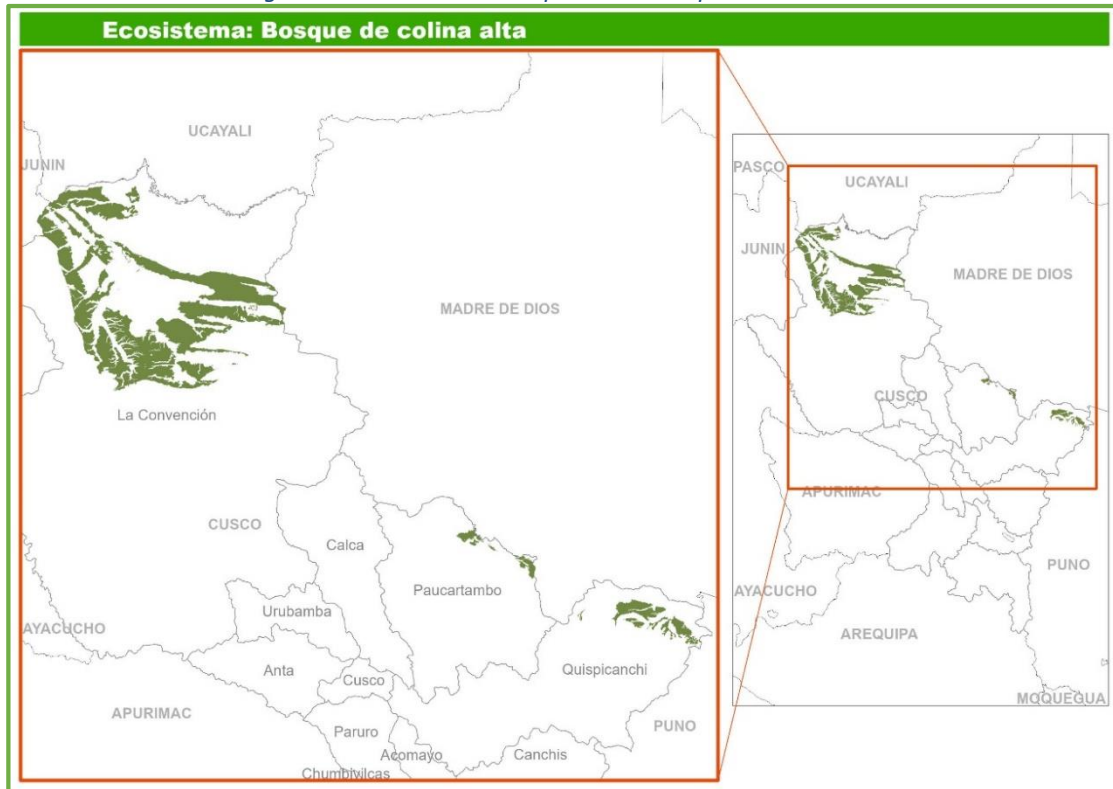 Ecosistema: Bosque de colina alta
UCAYALI
JUNIN
MADRE DE DIOS
La Convención
CUSCO
Calca
Paucartambo
Urubamba
AYACUCHO
Anta
Cusco
Quispicanchi
APURIMAC
Paruro
PUNO
Acomayo
Canchis
Chumbivilcas
PASCO
UCAYALI
JUNIN
MADRE DE DIOS
CUSCO
APURIMAC
PUNO
AYACUCHO
AREQUIPA
MOQUEGUA